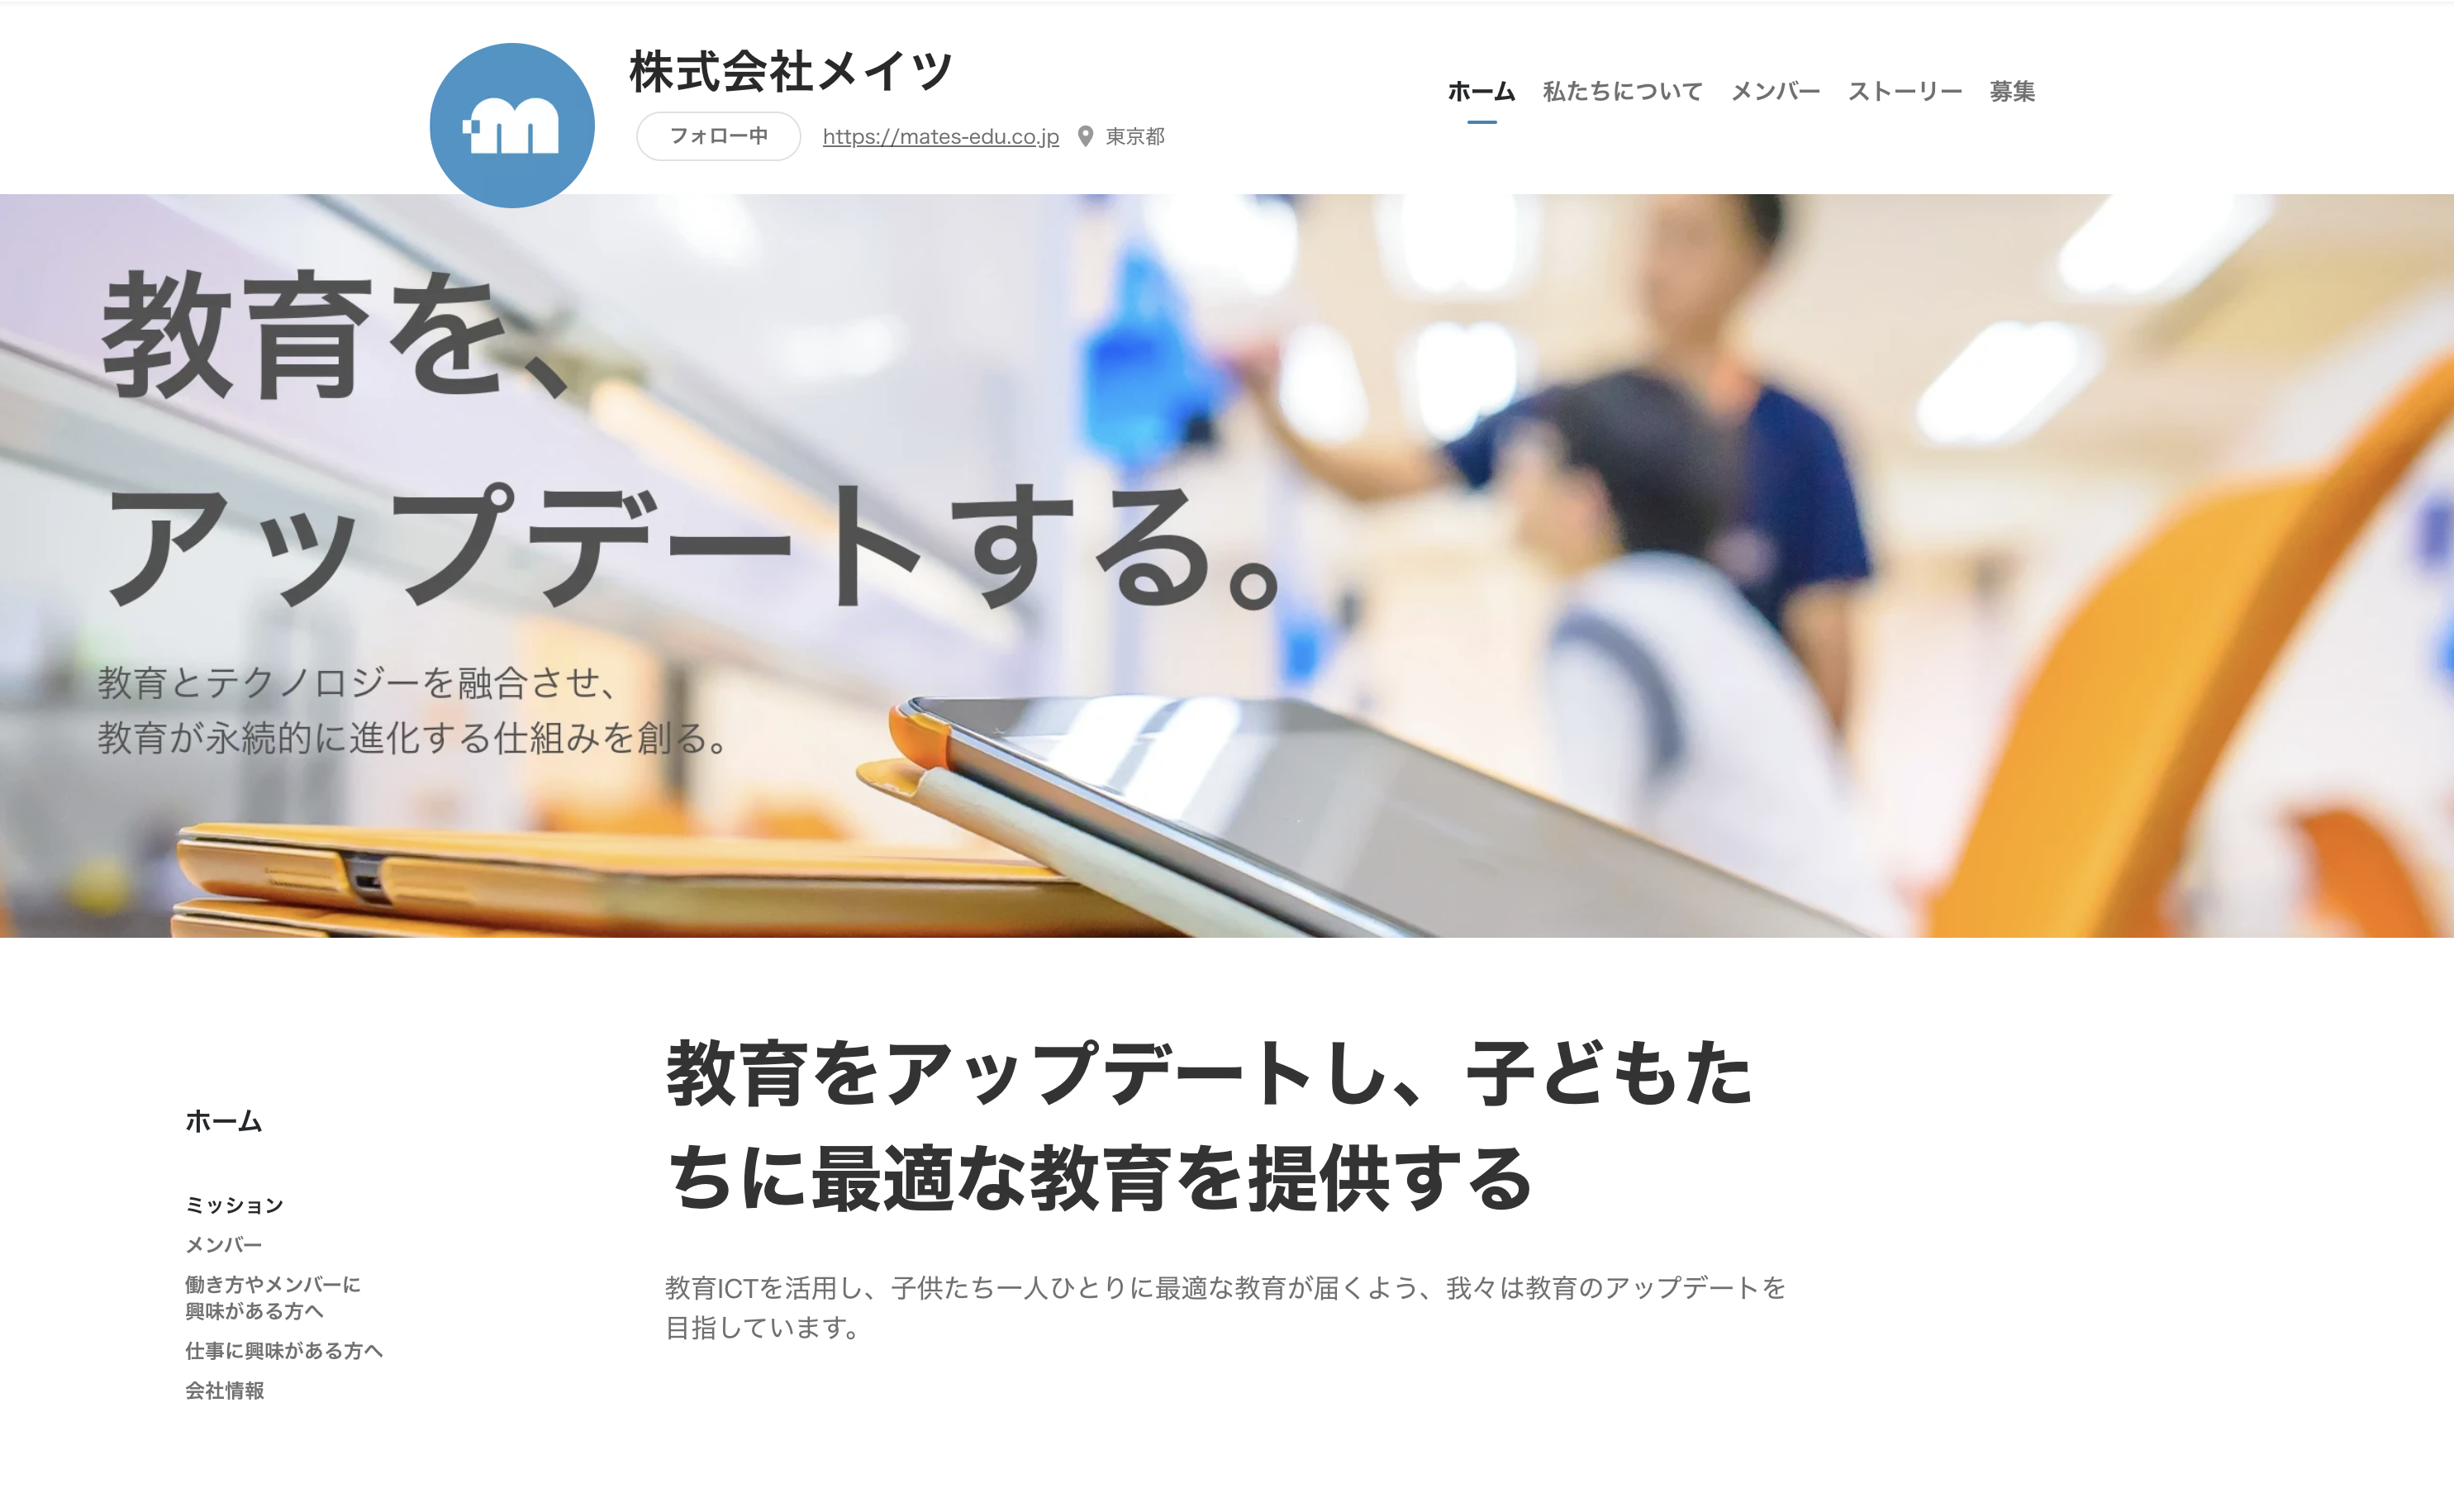 株式会社メイツ
フォロー中 https://mates-edu.co.jp 東京都
ホーム 私たちについて メンバー ストーリー 募集
教育を、
アップデートする。
教育とテクノロジーを融合させ、
教育が永続的に進化する仕組みを創る。
ホーム
ミッション
メンバー
働き方やメンバーに
興味がある方へ
仕事に興味がある方へ
会社情報
教育をアップデートし、子どもた
ちに最適な教育を提供する
教育ICTを活用し、子供たち一人ひとりに最適な教育が届くよう、我々は教育のアップデートを
目指しています。